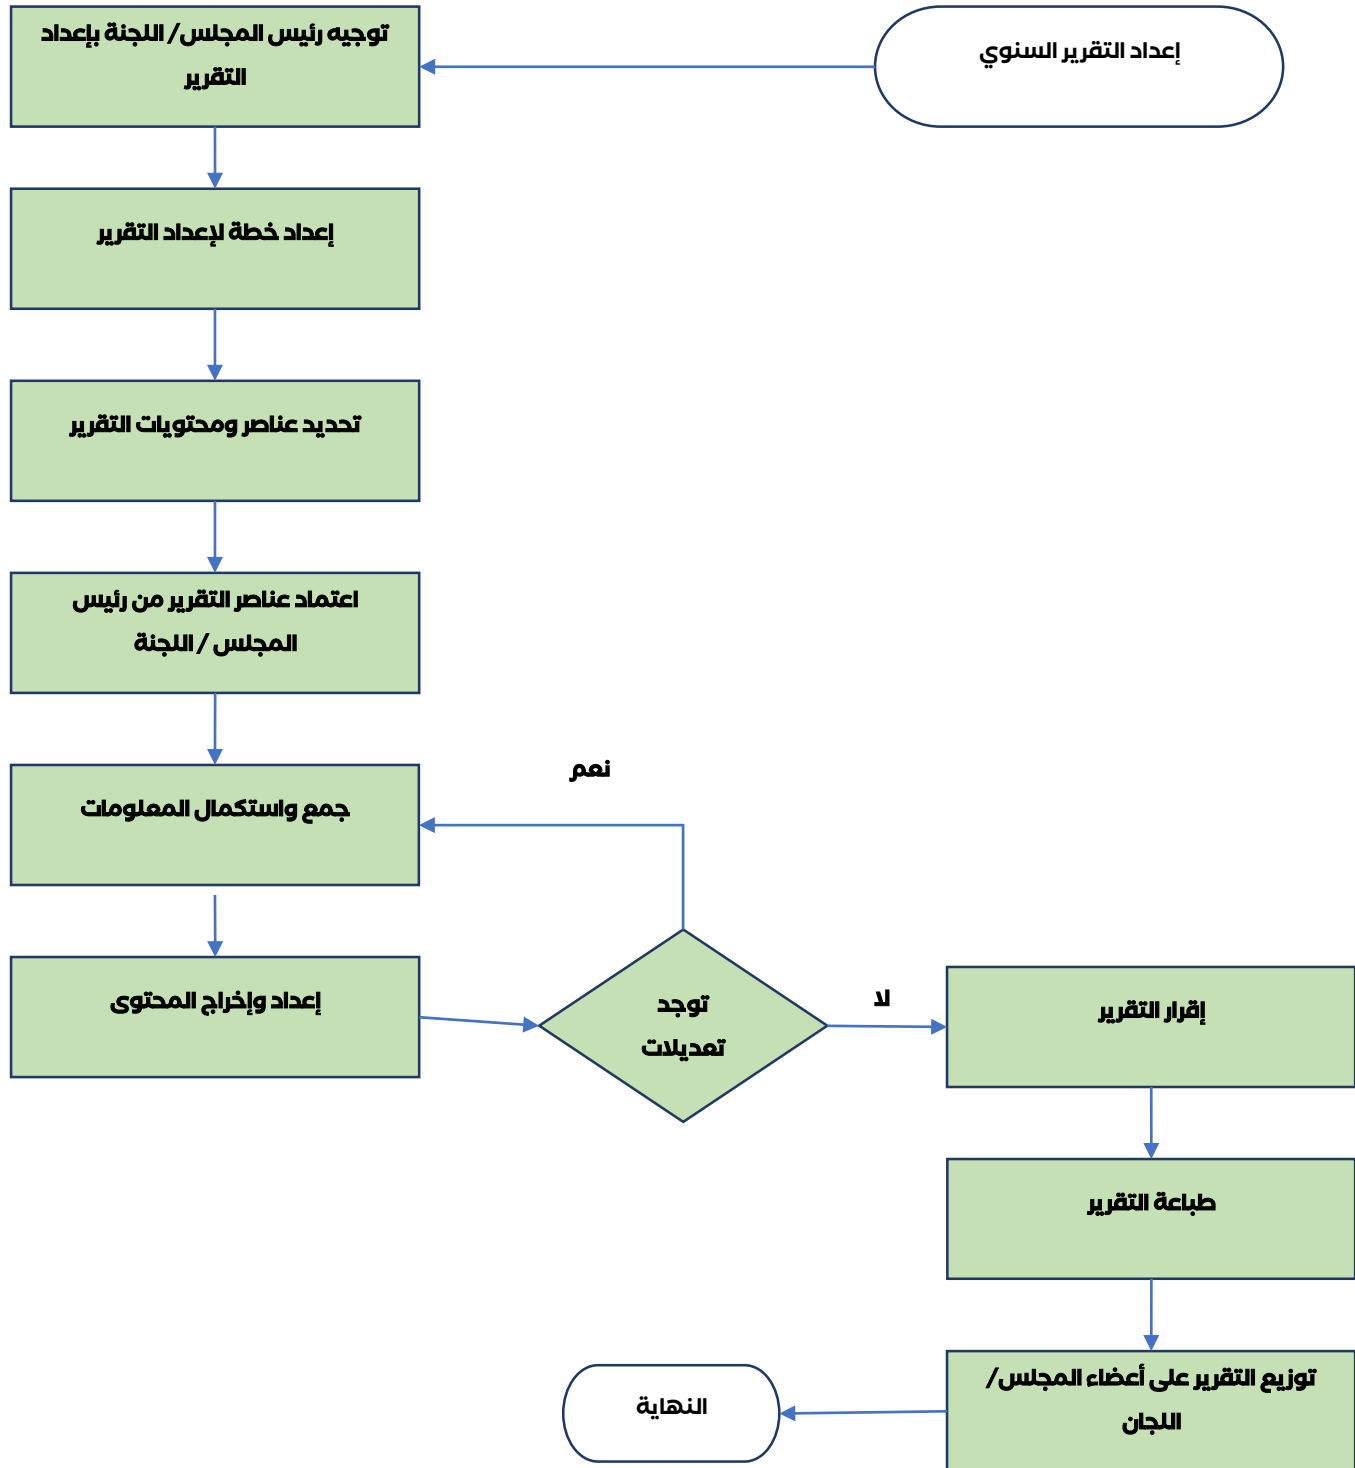 إعداد التقرير السنوي
توجيه رئيس المجلس/ اللجنة بإعداد
التقرير
إعداد خطة لإعداد التقرير
تحديد عناصر ومحتويات التقرير
اعتماد عناصر التقرير من رئيس
المجلس / اللجنة
جمع واستكمال المعلومات
إعداد وإخراج المحتوى
توجد
تعديلات
نعم
لا
إقرار التقرير
طباعة التقرير
توزيع التقرير على أعضاء المجلس/
اللجان
النهاية